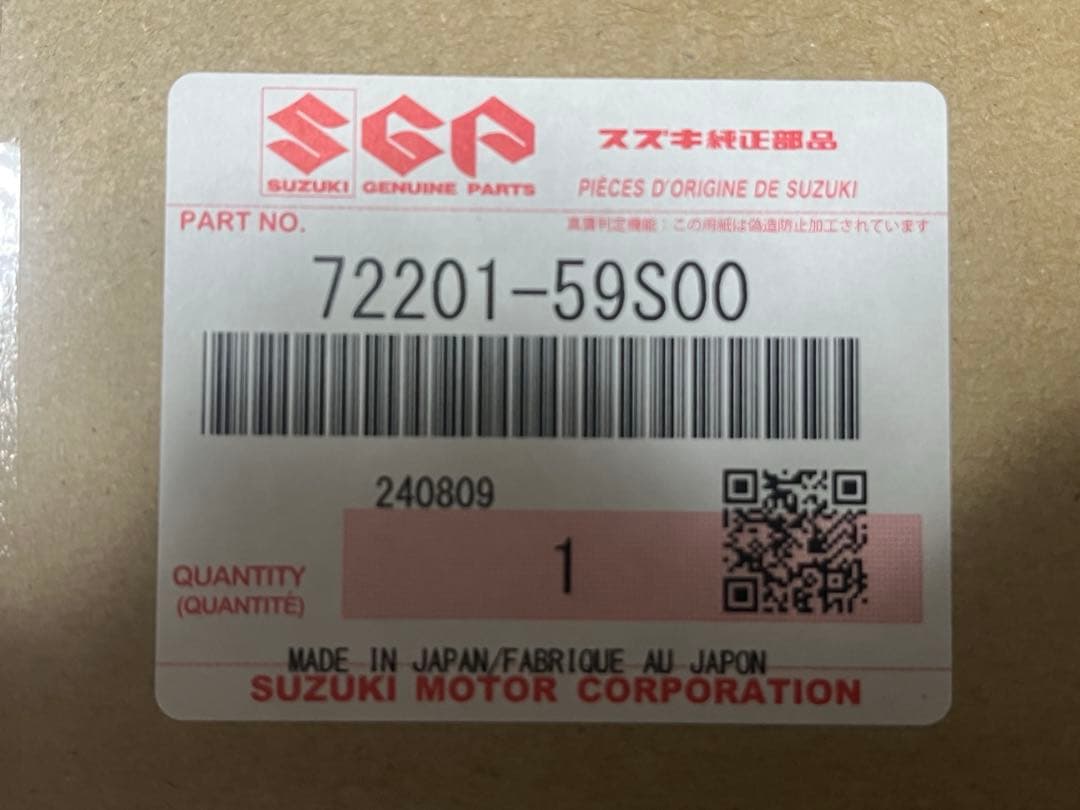 SGP
スズキ純正部品
SUZUKI GENUINE PARTS
PIÈCES D'ORIGINE DE SUZUKI
PART NO.
真贋判定機能：この用紙は偽造防止加工されています
72201-59S00
240809
QUANTITY
(QUANTITÉ)
1
MADE IN JAPAN/FABRIQUE AU JAPON
SUZUKI MOTOR CORPORATION